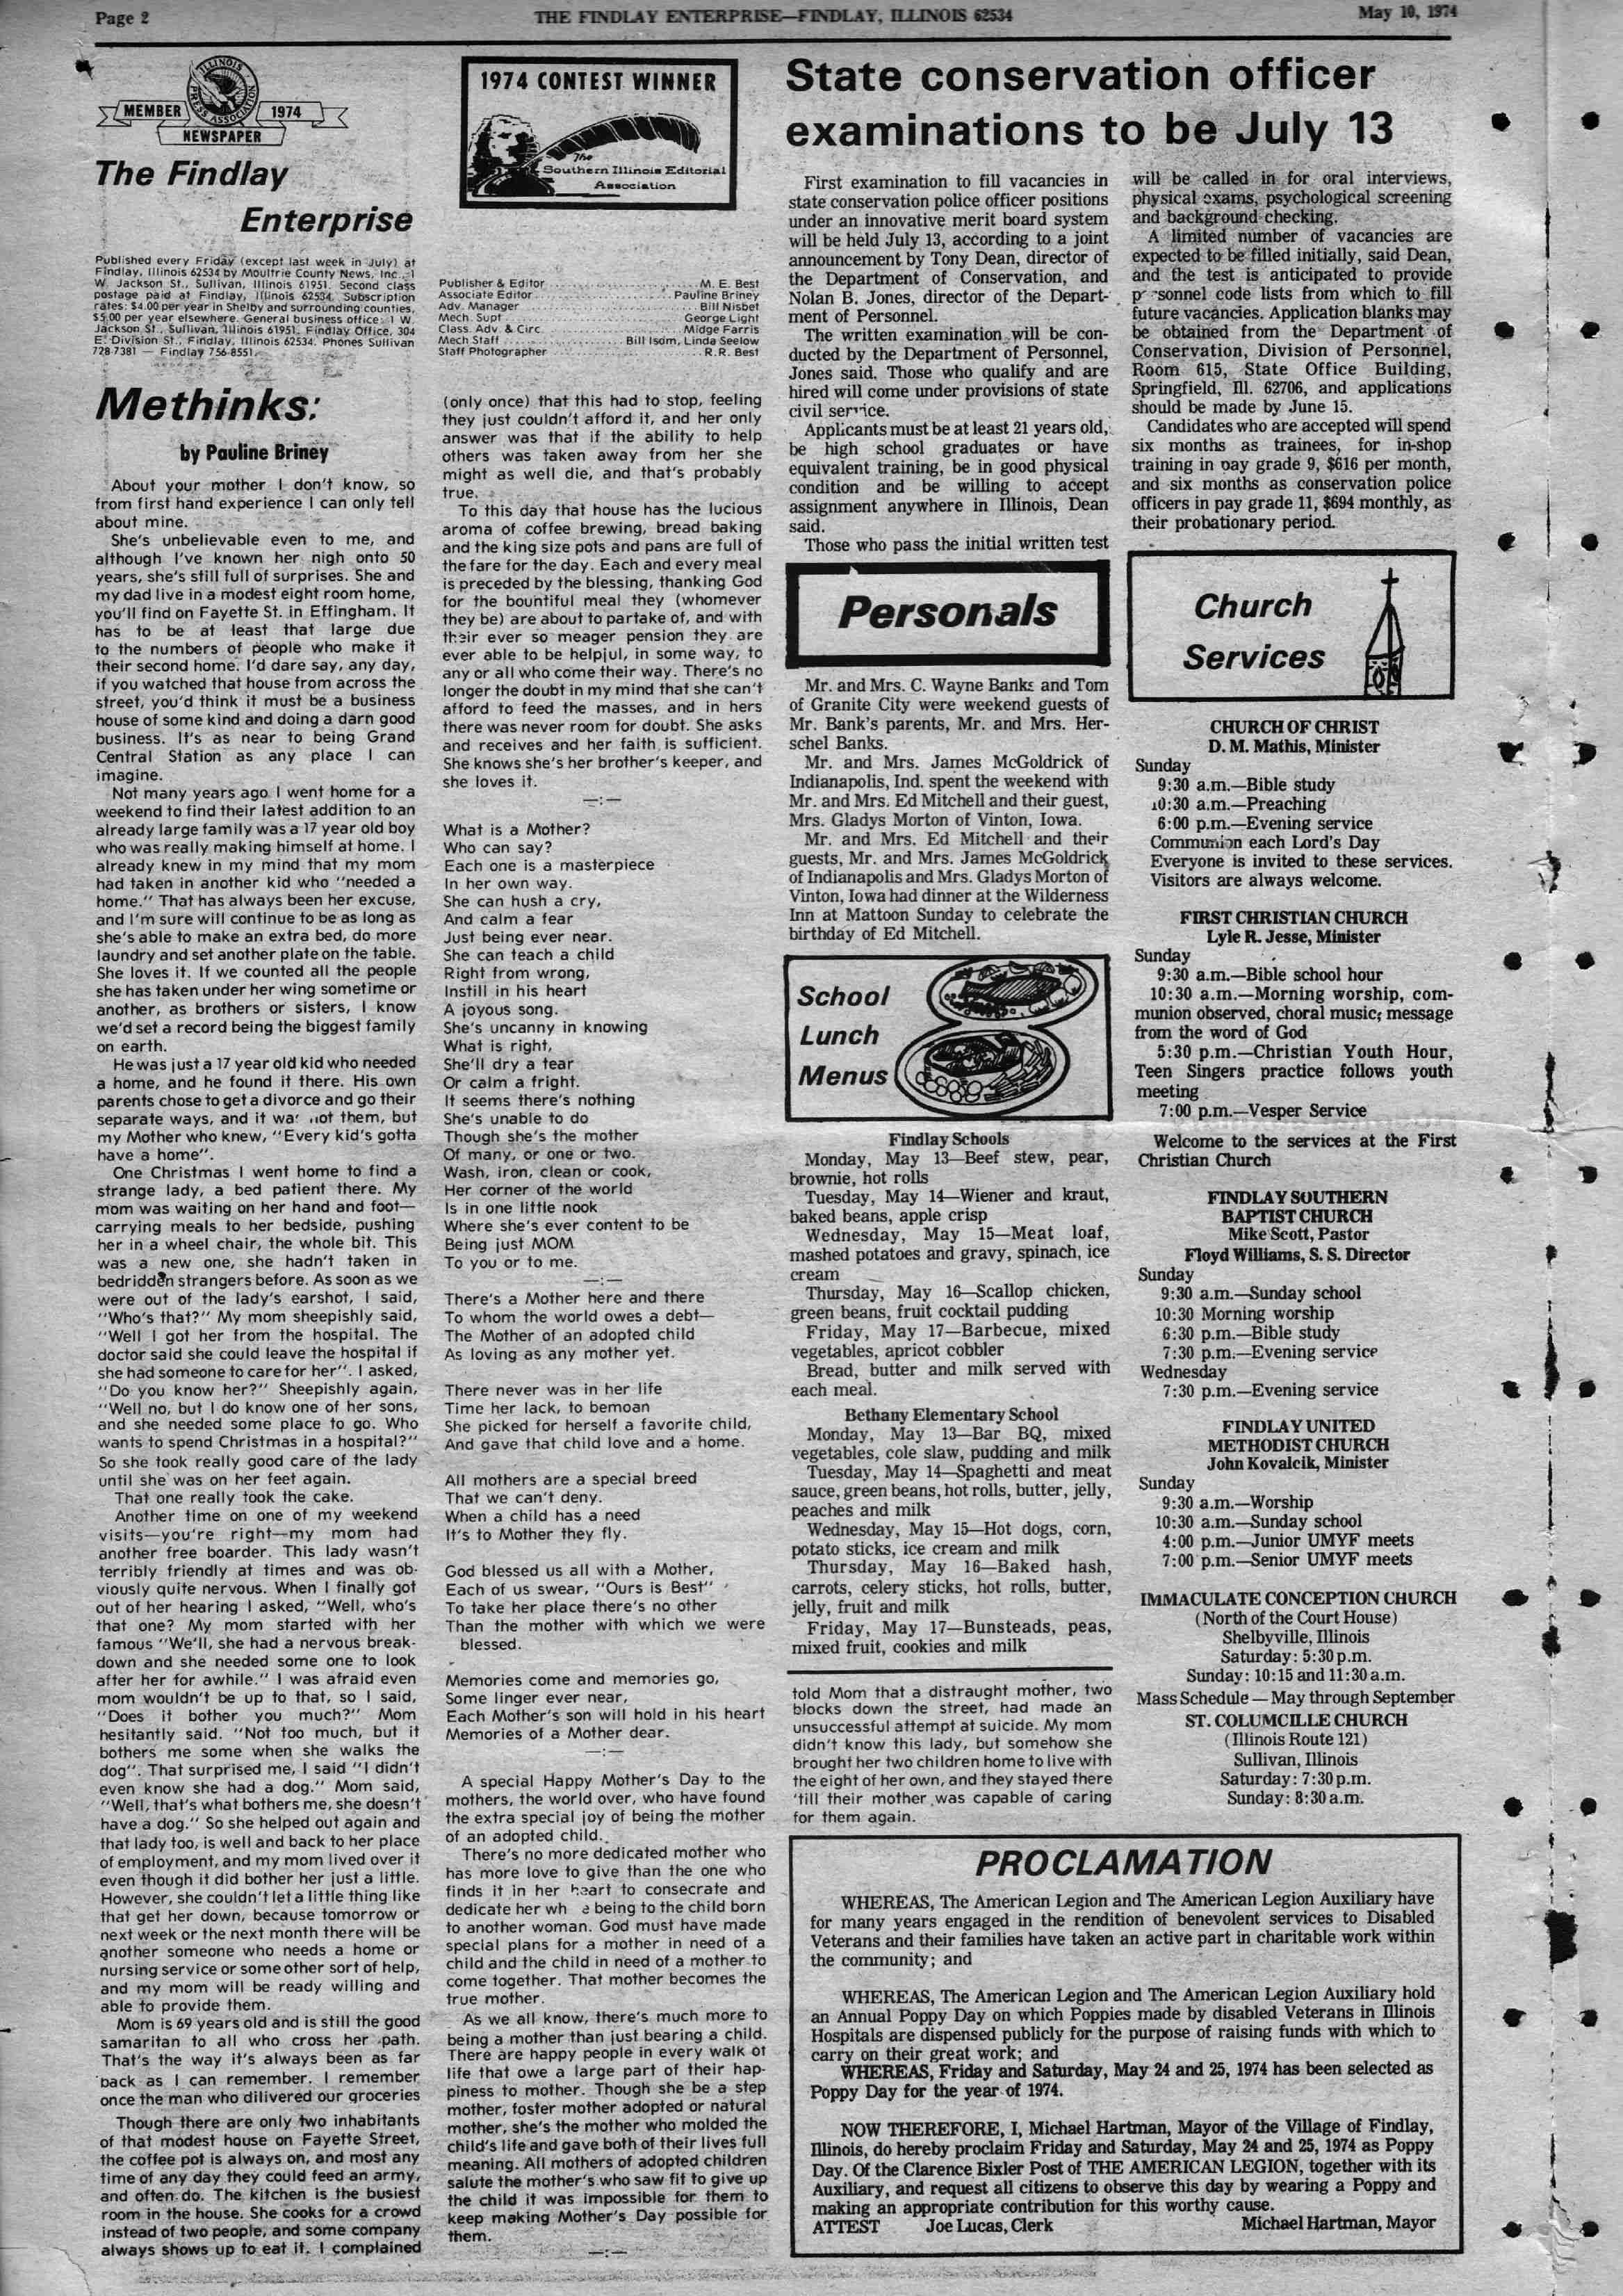 Page 2
THE FINDLAY ENTERPRISE—FINDLAY, ILLINOIS 62534
May 10, 1974
ILLINOIS
PRESS ASSOCIATION
MEMBER
1974
NEWSPAPER
The Findlay
Enterprise
Published every Friday (except last week in July) at
Findlay, Illinois 62534 by Moultrie County News, Inc., 1
W. Jackson St., Sullivan, Illinois 61951. Second class
postage paid at Findlay, Illinois 62534. Subscription
rates: $4.00 per year in Shelby and surrounding counties,
$5.00 per year elsewhere. General business office: 1 W.
Jackson St., Sullivan, Illinois 61951. Findlay Office, 304
E. Division St., Findlay, Illinois 62534. Phones Sullivan
728-7381 — Findlay 756-8551.
1974 CONTEST WINNER
The
Southern Illinois Editorial
Association
Publisher & Editor M. E. Best
Associate Editor Pauline Briney
Adv. Manager Bill Nisbet
Mech. Supt George Light
Class. Adv. & Circ. Midge Farris
Mech Staff Bill Isom, Linda Seelow
Staff Photographer R.R. Best
Methinks:
by Pauline Briney
About your mother I don't know, so
from first hand experience I can only tell
about mine.
She's unbelievable even to me, and
although I've known her nigh onto 50
years, she's still full of surprises. She and
my dad live in a modest eight room home,
you'll find on Fayette St. in Effingham. It
has to be at least that large due
to the numbers of people who make it
their second home. I'd dare say, any day,
if you watched that house from across the
street, you'd think it must be a business
house of some kind and doing a darn good
business. It's as near to being Grand
Central Station as any place I can
imagine.
Not many years ago I went home for a
weekend to find their latest addition to an
already large family was a 17 year old boy
who was really making himself at home. I
already knew in my mind that my mom
had taken in another kid who "needed a
home." That has always been her excuse,
and I'm sure will continue to be as long as
she's able to make an extra bed, do more
laundry and set another plate on the table.
She loves it. If we counted all the people
she has taken under her wing sometime or
another, as brothers or sisters, I know
we'd set a record being the biggest family
on earth.
He was just a 17 year old kid who needed
a home, and he found it there. His own
parents chose to get a divorce and go their
separate ways, and it was not them, but
my Mother who knew, "Every kid's gotta
have a home".
One Christmas I went home to find a
strange lady, a bed patient there. My
mom was waiting on her hand and foot—
carrying meals to her bedside, pushing
her in a wheel chair, the whole bit. This
was a new one, she hadn't taken in
bedridden strangers before. As soon as we
were out of the lady's earshot, I said,
"Who's that?" My mom sheepishly said,
"Well I got her from the hospital. The
doctor said she could leave the hospital if
she had someone to care for her". I asked,
"Do you know her?" Sheepishly again,
"Well no, but I do know one of her sons,
and she needed some place to go. Who
wants to spend Christmas in a hospital?"
So she took really good care of the lady
until she was on her feet again.
That one really took the cake.
Another time on one of my weekend
visits—you're right—my mom had
another free boarder. This lady wasn't
terribly friendly at times and was ob-
viously quite nervous. When I finally got
out of her hearing I asked, "Well, who's
that one? My mom started with her
famous "We'll, she had a nervous break-
down and she needed some one to look
after her for awhile." I was afraid even
mom wouldn't be up to that, so I said,
"Does it bother you much?" Mom
hesitantly said. "Not too much, but it
bothers me some when she walks the
dog". That surprised me, I said "I didn't
even know she had a dog." Mom said,
"Well, that's what bothers me, she doesn't
have a dog." So she helped out again and
that lady too, is well and back to her place
of employment, and my mom lived over it
even though it did bother her just a little.
However, she couldn't let a little thing like
that get her down, because tomorrow or
next week or the next month there will be
another someone who needs a home or
nursing service or some other sort of help,
and my mom will be ready willing and
able to provide them.
Mom is 69 years old and is still the good
samaritan to all who cross her path.
That's the way it's always been as far
back as I can remember. I remember
once the man who dilivered our groceries
Though there are only two inhabitants
of that modest house on Fayette Street,
the coffee pot is always on, and most any
time of any day they could feed an army,
and often do. The kitchen is the busiest
room in the house. She cooks for a crowd
instead of two people, and some company
always shows up to eat it. I complained
(only once) that this had to stop, feeling
they just couldn't afford it, and her only
answer was that if the ability to help
others was taken away from her she
might as well die, and that's probably
true.
To this day that house has the lucious
aroma of coffee brewing, bread baking
and the king size pots and pans are full of
the fare for the day. Each and every meal
is preceded by the blessing, thanking God
for the bountiful meal they (whomever
they be) are about to partake of, and with
their ever so meager pension they are
ever able to be helpjul, in some way, to
any or all who come their way. There's no
longer the doubt in my mind that she can't
afford to feed the masses, and in hers
there was never room for doubt. She asks
and receives and her faith is sufficient.
She knows she's her brother's keeper, and
she loves it.
—:—
What is a Mother?
Who can say?
Each one is a masterpiece
In her own way.
She can hush a cry,
And calm a fear
Just being ever near.
She can teach a child
Right from wrong,
Instill in his heart
A joyous song.
She's uncanny in knowing
What is right,
She'll dry a tear
Or calm a fright.
It seems there's nothing
She's unable to do
Though she's the mother
Of many, or one or two.
Wash, iron, clean or cook,
Her corner of the world
Is in one little nook
Where she's ever content to be
Being just MOM
To you or to me.
—:—
There's a Mother here and there
To whom the world owes a debt—
The Mother of an adopted child
As loving as any mother yet.
There never was in her life
Time her lack, to bemoan
She picked for herself a favorite child,
And gave that child love and a home.
All mothers are a special breed
That we can't deny.
When a child has a need
It's to Mother they fly.
God blessed us all with a Mother,
Each of us swear, "Ours is Best"
To take her place there's no other
Than the mother with which we were
blessed.
Memories come and memories go,
Some linger ever near,
Each Mother's son will hold in his heart
Memories of a Mother dear.
—:—
A special Happy Mother's Day to the
mothers, the world over, who have found
the extra special joy of being the mother
of an adopted child.
There's no more dedicated mother who
has more love to give than the one who
finds it in her heart to consecrate and
dedicate her wh e being to the child born
to another woman. God must have made
special plans for a mother in need of a
child and the child in need of a mother to
come together. That mother becomes the
true mother.
As we all know, there's much more to
being a mother than just bearing a child.
There are happy people in every walk of
life that owe a large part of their hap-
piness to mother. Though she be a step
mother, foster mother adopted or natural
mother, she's the mother who molded the
child's life and gave both of their lives full
meaning. All mothers of adopted children
salute the mother's who saw fit to give up
the child it was impossible for them to
keep making Mother's Day possible for
them.
—:—
State conservation officer
examinations to be July 13
First examination to fill vacancies in
state conservation police officer positions
under an innovative merit board system
will be held July 13, according to a joint
announcement by Tony Dean, director of
the Department of Conservation, and
Nolan B. Jones, director of the Depart-
ment of Personnel.
The written examination will be con-
ducted by the Department of Personnel,
Jones said. Those who qualify and are
hired will come under provisions of state
civil service.
Applicants must be at least 21 years old,
be high school graduates or have
equivalent training, be in good physical
condition and be willing to accept
assignment anywhere in Illinois, Dean
said.
Those who pass the initial written test
will be called in for oral interviews,
physical exams, psychological screening
and background checking.
A limited number of vacancies are
expected to be filled initially, said Dean,
and the test is anticipated to provide
personnel code lists from which to fill
future vacancies. Application blanks may
be obtained from the Department of
Conservation, Division of Personnel,
Room 615, State Office Building,
Springfield, Ill. 62706, and applications
should be made by June 15.
Candidates who are accepted will spend
six months as trainees, for in-shop
training in pay grade 9, $616 per month,
and six months as conservation police
officers in pay grade 11, $694 monthly, as
their probationary period.
Personals
Mr. and Mrs. C. Wayne Banks and Tom
of Granite City were weekend guests of
Mr. Bank's parents, Mr. and Mrs. Her-
schel Banks.
Mr. and Mrs. James McGoldrick of
Indianapolis, Ind. spent the weekend with
Mr. and Mrs. Ed Mitchell and their guest,
Mrs. Gladys Morton of Vinton, Iowa.
Mr. and Mrs. Ed Mitchell and their
guests, Mr. and Mrs. James McGoldrick
of Indianapolis and Mrs. Gladys Morton of
Vinton, Iowa had dinner at the Wilderness
Inn at Mattoon Sunday to celebrate the
birthday of Ed Mitchell.
School
Lunch
Menus
Findlay Schools
Monday, May 13—Beef stew, pear,
brownie, hot rolls
Tuesday, May 14—Wiener and kraut,
baked beans, apple crisp
Wednesday, May 15—Meat loaf,
mashed potatoes and gravy, spinach, ice
cream
Thursday, May 16—Scallop chicken,
green beans, fruit cocktail pudding
Friday, May 17—Barbecue, mixed
vegetables, apricot cobbler
Bread, butter and milk served with
each meal.
Bethany Elementary School
Monday, May 13—Bar BQ, mixed
vegetables, cole slaw, pudding and milk
Tuesday, May 14—Spaghetti and meat
sauce, green beans, hot rolls, butter, jelly,
peaches and milk
Wednesday, May 15—Hot dogs, corn,
potato sticks, ice cream and milk
Thursday, May 16—Baked hash,
carrots, celery sticks, hot rolls, butter,
jelly, fruit and milk
Friday, May 17—Bunsteads, peas,
mixed fruit, cookies and milk
told Mom that a distraught mother, two
blocks down the street, had made an
unsuccessful attempt at suicide. My mom
didn't know this lady, but somehow she
brought her two children home to live with
the eight of her own, and they stayed there
'till their mother was capable of caring
for them again.
Church
Services
CHURCH OF CHRIST
D. M. Mathis, Minister
Sunday
9:30 a.m.—Bible study
10:30 a.m.—Preaching
6:00 p.m.—Evening service
Communion each Lord's Day
Everyone is invited to these services.
Visitors are always welcome.
FIRST CHRISTIAN CHURCH
Lyle R. Jesse, Minister
Sunday
9:30 a.m.—Bible school hour
10:30 a.m.—Morning worship, com-
munion observed, choral music; message
from the word of God
5:30 p.m.—Christian Youth Hour,
Teen Singers practice follows youth
meeting
7:00 p.m.—Vesper Service
Welcome to the services at the First
Christian Church
FINDLAY SOUTHERN
BAPTIST CHURCH
Mike Scott, Pastor
Floyd Williams, S. S. Director
Sunday
9:30 a.m.—Sunday school
10:30 Morning worship
6:30 p.m.—Bible study
7:30 p.m.—Evening service
Wednesday
7:30 p.m.—Evening service
FINDLAY UNITED
METHODIST CHURCH
John Kovalcik, Minister
Sunday
9:30 a.m.—Worship
10:30 a.m.—Sunday school
4:00 p.m.—Junior UMYF meets
7:00 p.m.—Senior UMYF meets
IMMACULATE CONCEPTION CHURCH
(North of the Court House)
Shelbyville, Illinois
Saturday: 5:30 p.m.
Sunday: 10:15 and 11:30 a.m.
Mass Schedule — May through September
ST. COLUMCILLE CHURCH
(Illinois Route 121)
Sullivan, Illinois
Saturday: 7:30 p.m.
Sunday: 8:30 a.m.
PROCLAMATION
WHEREAS, The American Legion and The American Legion Auxiliary have
for many years engaged in the rendition of benevolent services to Disabled
Veterans and their families have taken an active part in charitable work within
the community; and
WHEREAS, The American Legion and The American Legion Auxiliary hold
an Annual Poppy Day on which Poppies made by disabled Veterans in Illinois
Hospitals are dispensed publicly for the purpose of raising funds with which to
carry on their great work; and
WHEREAS, Friday and Saturday, May 24 and 25, 1974 has been selected as
Poppy Day for the year of 1974.
NOW THEREFORE, I, Michael Hartman, Mayor of the Village of Findlay,
Illinois, do hereby proclaim Friday and Saturday, May 24 and 25, 1974 as Poppy
Day. Of the Clarence Bixler Post of THE AMERICAN LEGION, together with its
Auxiliary, and request all citizens to observe this day by wearing a Poppy and
making an appropriate contribution for this worthy cause.
ATTEST Joe Lucas, Clerk Michael Hartman, Mayor